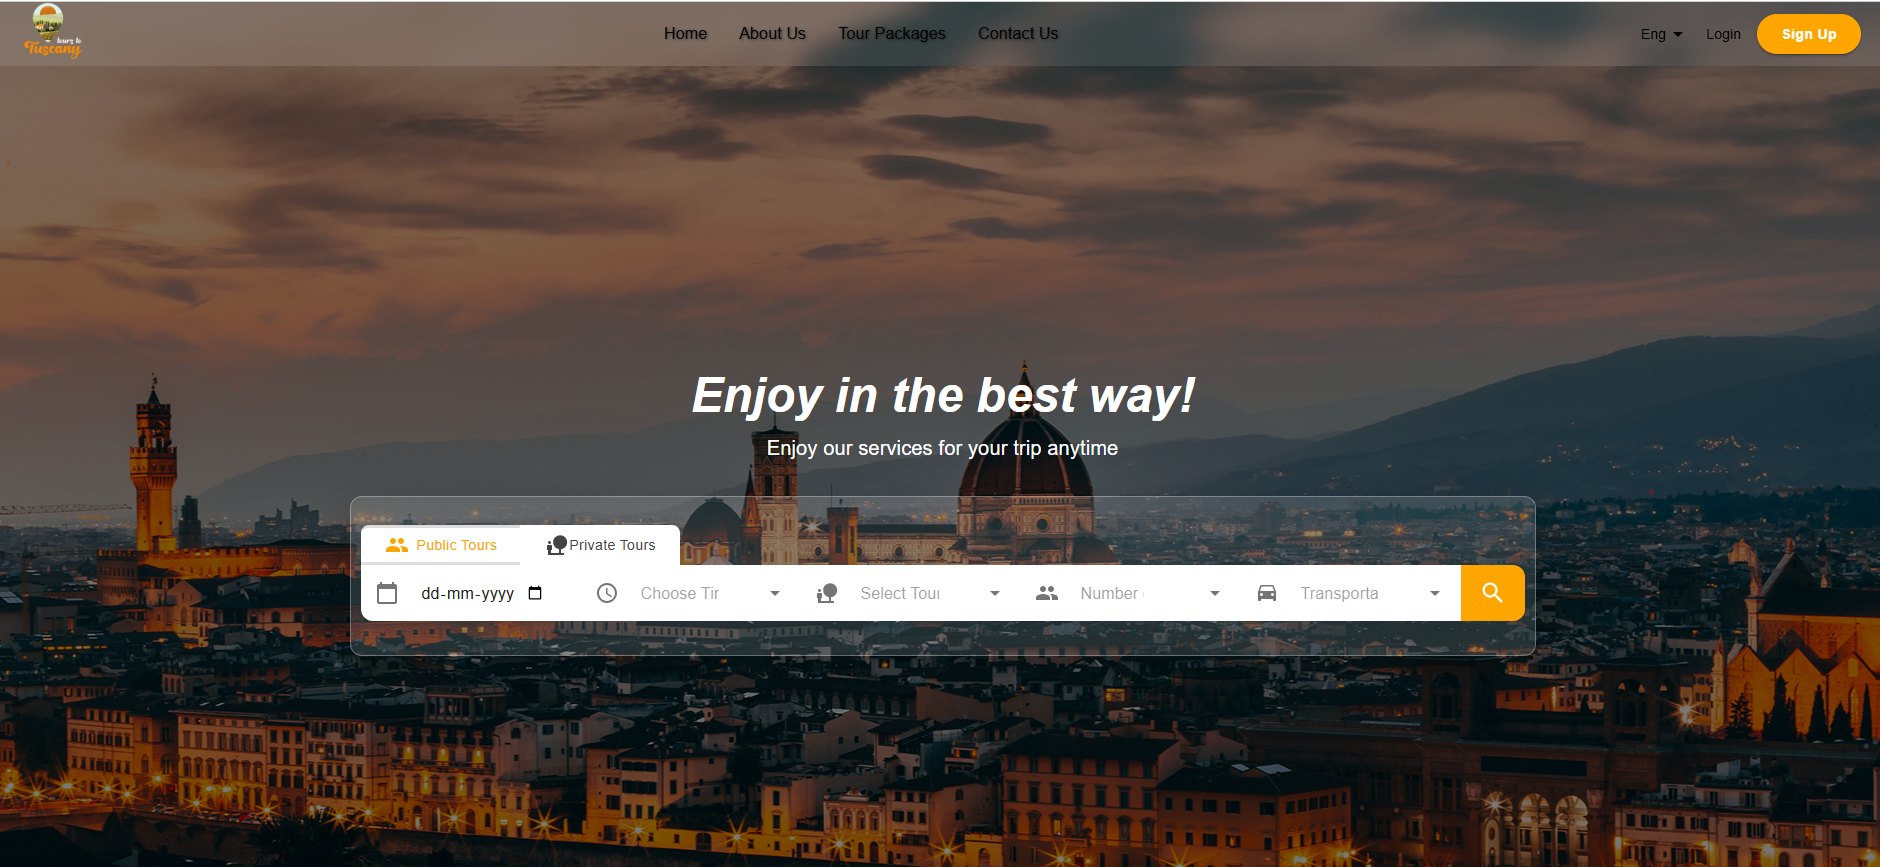 tours to
Tuscany
Home
About Us
Tour Packages
Contact Us
Eng
Login
Sign Up
Enjoy in the best way!
Enjoy our services for your trip anytime
Public Tours
Private Tours
dd-mm-yyyy
Choose Tir
Select Tour
Number
Transporta